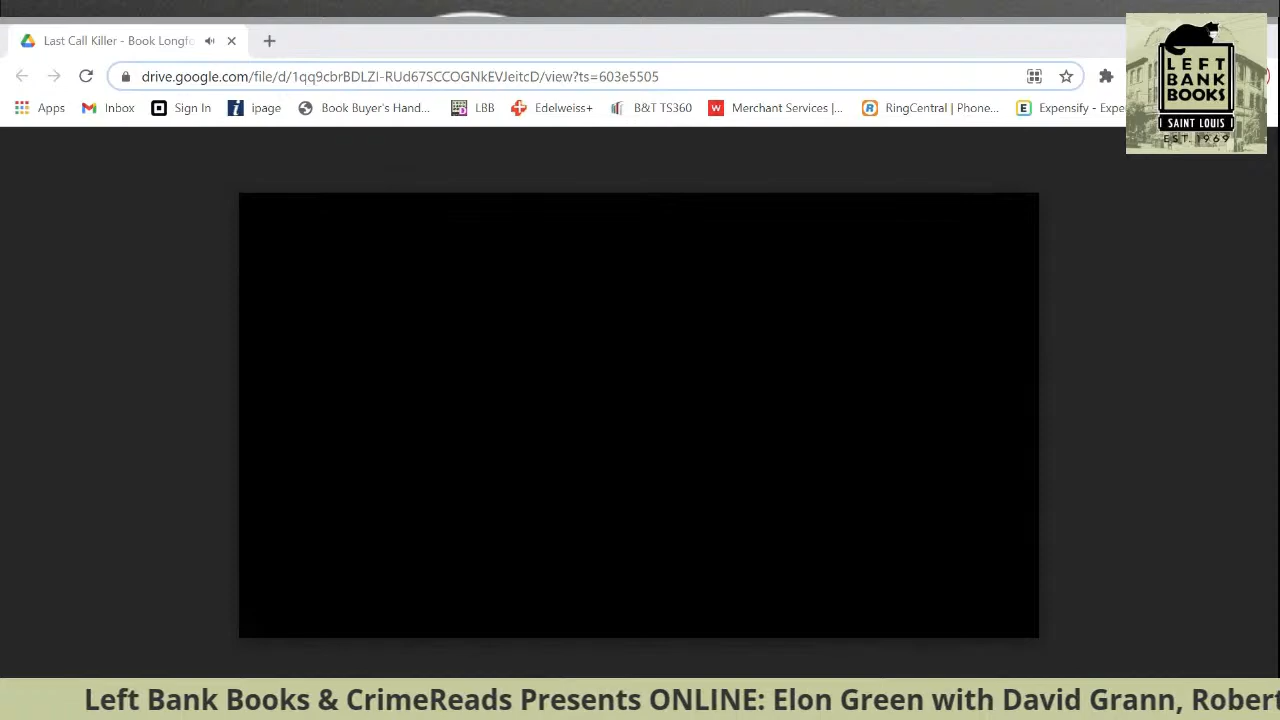 Last Call Killer - Book Longfo
drive.google.com/file/d/1qq9cbrBDLZFl-Rtd67SCCOGNkEVJeitcD/view?ts=603e5505
Apps Inbox Sign In ipage Book Buyer's Hand... LBB Edelweiss+ B&T TS360 Merchant Services |... RingCentral | Phone... Expensify - Expe
LEFT
BANK
BOOKS
SAINT LOUIS
EST. 1969
Left Bank Books & CrimeReads Presents ONLINE: Elon Green with David Grann, Robert